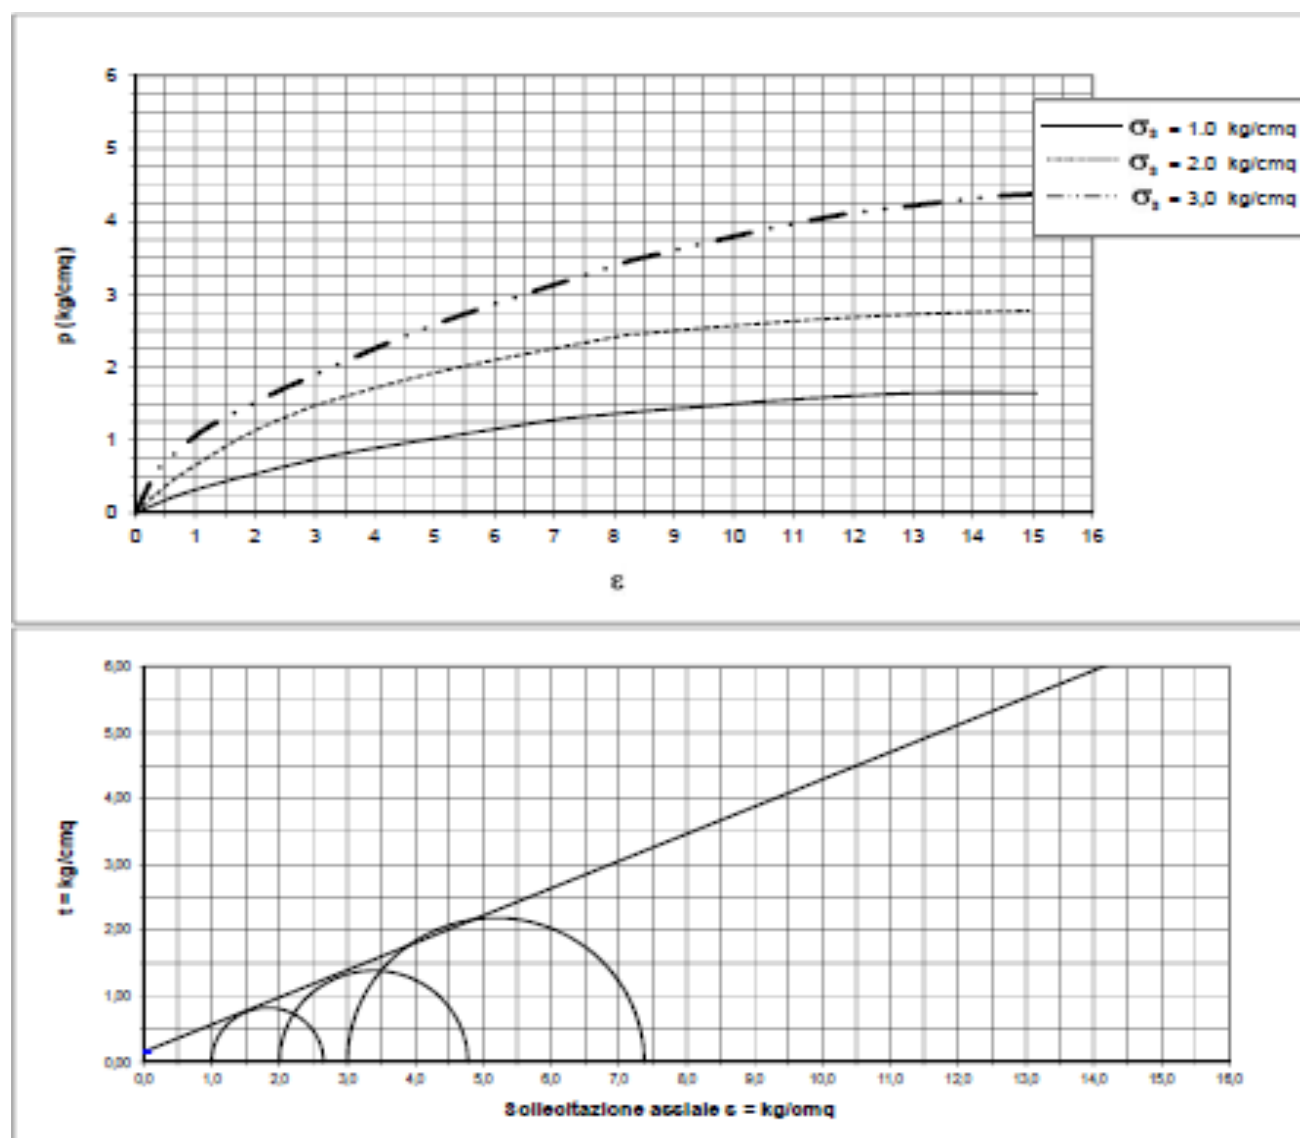 6
5
4
3
2
1
0
p (kg/cmq)
0 1 2 3 4 5 6 7 8 9 10 11 12 13 14 15 16
ε
σs = 1.0 kg/cmq
σs = 2.0 kg/cmq
σs = 3,0 kg/cmq
6,00
5,00
4,00
3,00
2,00
1,00
0,00
t = kg/cmq
0,0 1,0 2,0 3,0 4,0 5,0 6,0 7,0 8,0 9,0 10,0 11,0 12,0 13,0 14,0 15,0 16,0
Sollecitazione assiale s = kg/cmq